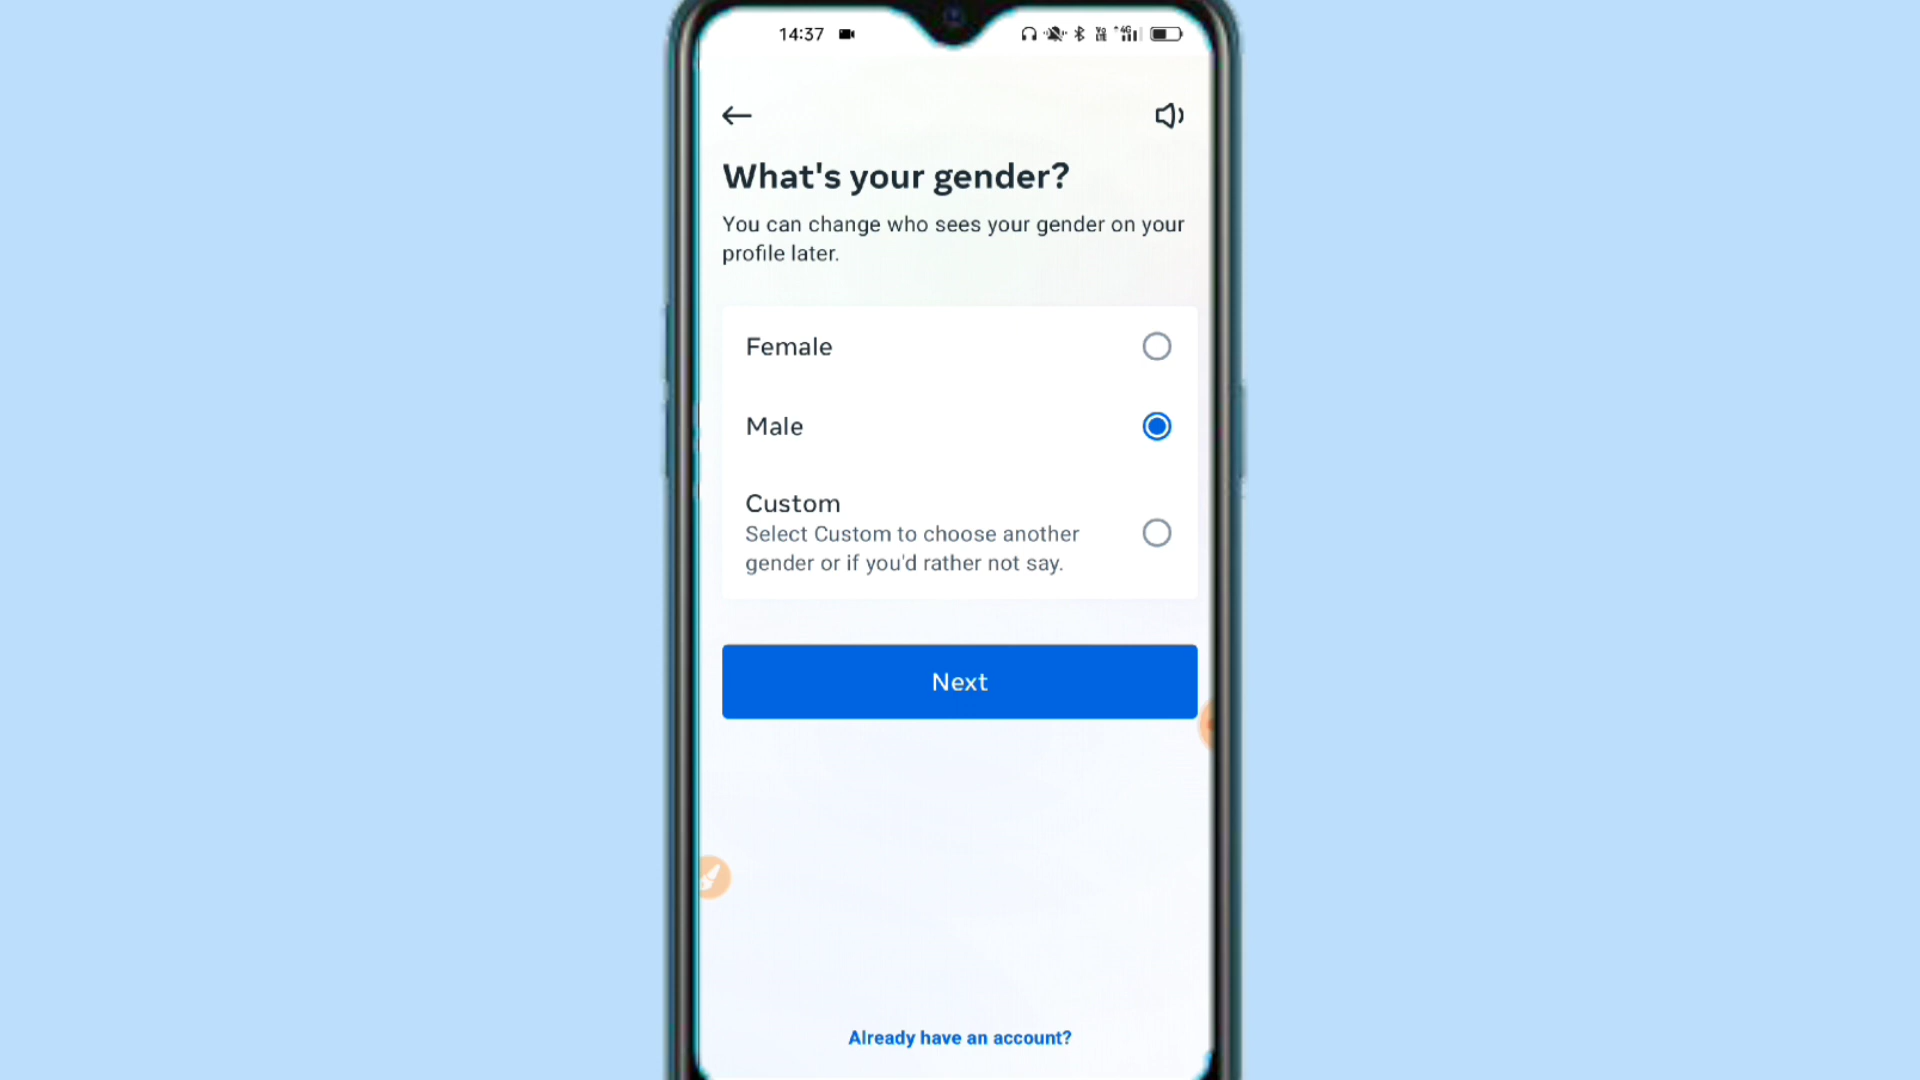 14:37
What's your gender?
You can change who sees your gender on your
profile later.
Female
Male
Custom
Select Custom to choose another
gender or if you'd rather not say.
Next
Already have an account?